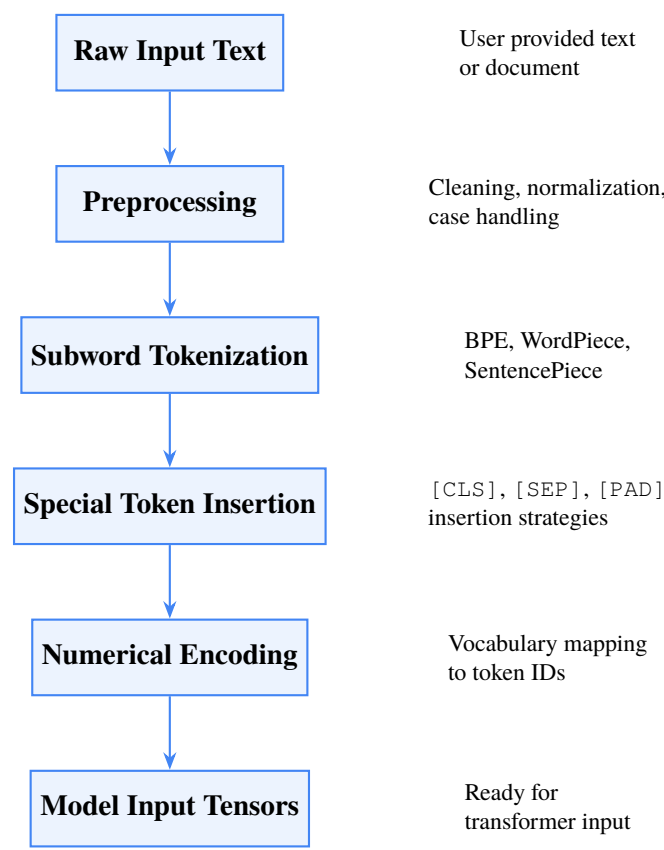 Raw Input Text
User provided text
or document
Preprocessing
Cleaning, normalization,
case handling
Subword Tokenization
BPE, WordPiece,
SentencePiece
Special Token Insertion
[CLS], [SEP], [PAD]
insertion strategies
Numerical Encoding
Vocabulary mapping
to token IDs
Model Input Tensors
Ready for
transformer input